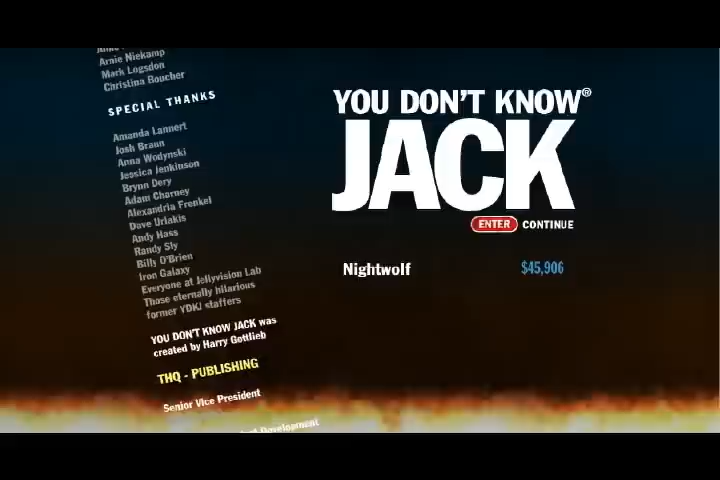 Arnie Niekamp
Mark Logsdon
Christina Boucher
SPECIAL THANKS
Amanda Lannert
Josh Braun
Anna Wodynski
Jessica Jenkinson
Brynn Dery
Adam Charney
Alexandria Frenkel
Dave Urlakis
Andy Hass
Randy Sly
Billy O'Brien
Iron Galaxy
Everyone at Jellyvision Lab
Those eternally hilarious
former YDKJ staffers
YOU DON'T KNOW JACK was
created by Harry Gottlieb
THQ - PUBLISHING
Senior Vice President
Development
YOU DON'T KNOW®
JACK
ENTER CONTINUE
Nightwolf $45,906